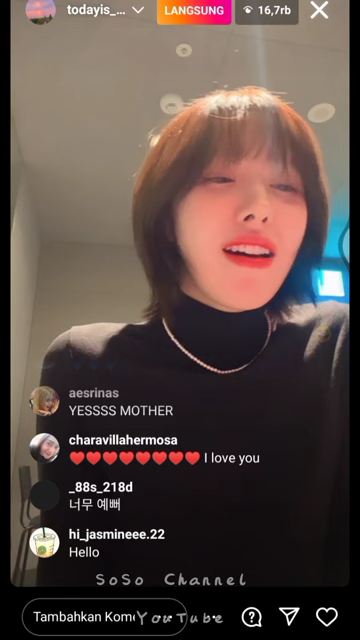 todayis_...
LANGSUNG
16,7rb
aesrinas
YESSSS MOTHER
charavillahermosa
❤️❤️❤️❤️❤️❤️❤️❤️ I love you
_88s_218d
너무 예뻐
hi_jasmineee.22
Hello
SoSo Channel
YouTube
Tambahkan Kom